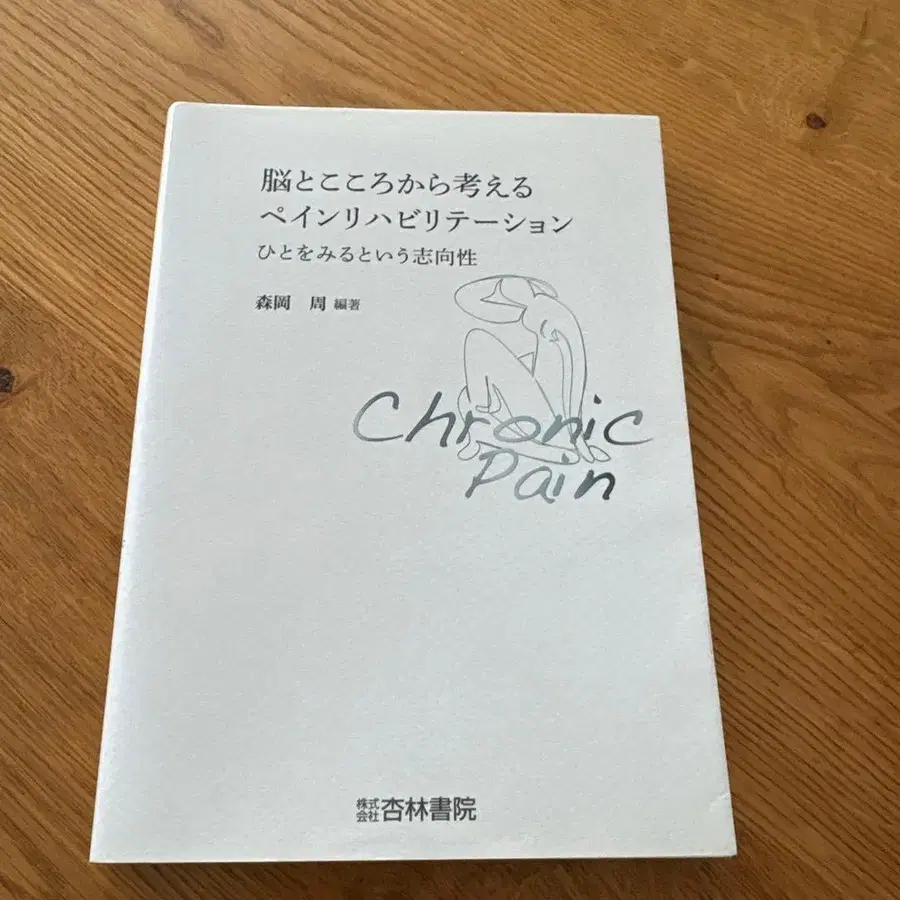 脳とこころから考える
ペインリハビリテーション
ひとをみるという志向性
森岡 周 編著
Chronic
Pain
株式会社 杏林書院